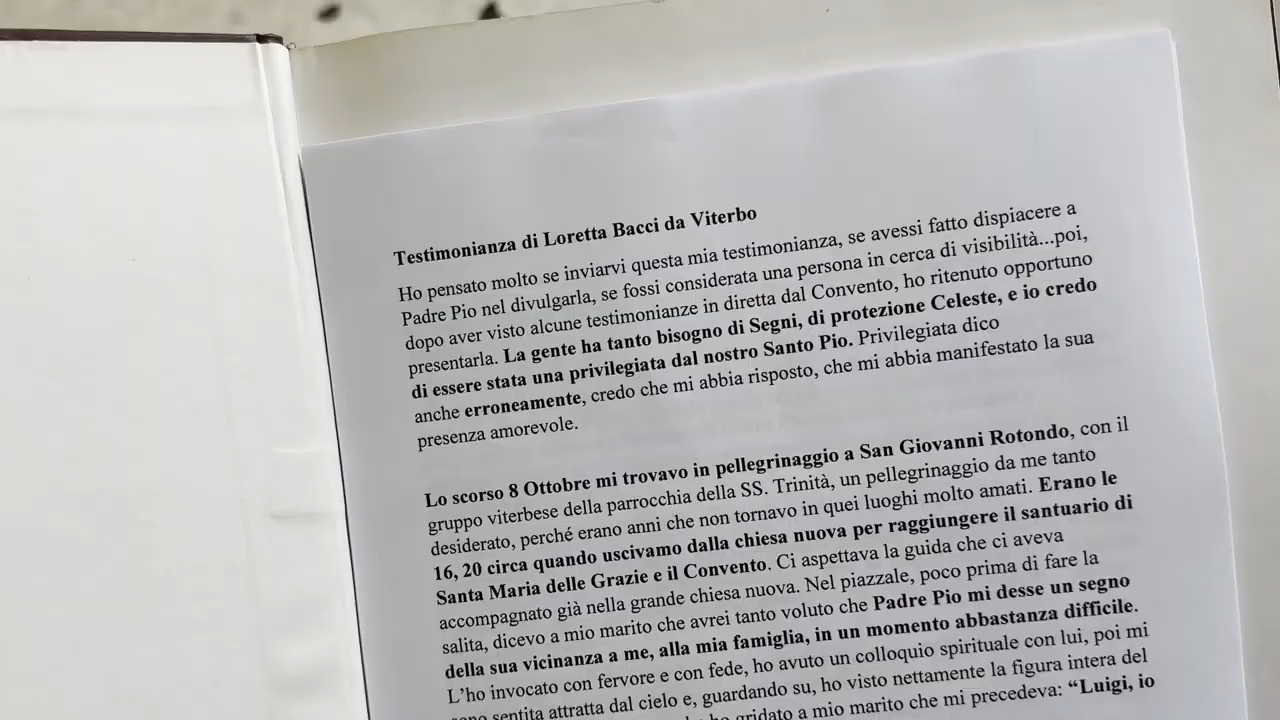 Testimonianza di Loretta Bacci da Viterbo
Ho pensato molto se inviarvi questa mia testimonianza, se avessi fatto dispiacere a
Padre Pio nel divulgarla, se fossi considerata una persona in cerca di visibilità...poi,
dopo aver visto alcune testimonianze in diretta dal Convento, ho ritenuto opportuno
presentarla. La gente ha tanto bisogno di Segni, di protezione Celeste, e io credo
di essere stata una privilegiata dal nostro Santo Pio. Privilegiata dico
anche erroneamente, credo che mi abbia risposto, che mi abbia manifestato la sua
presenza amorevole.
Lo scorso 8 Ottobre mi trovavo in pellegrinaggio a San Giovanni Rotondo, con il
gruppo viterbese della parrocchia della SS. Trinità, un pellegrinaggio da me tanto
desiderato, perché erano anni che non tornavo in quei luoghi molto amati. Erano le
16, 20 circa quando uscivamo dalla chiesa nuova per raggiungere il santuario di
Santa Maria delle Grazie e il Convento. Ci aspettava la guida che ci aveva
accompagnato già nella grande chiesa nuova. Nel piazzale, poco prima di fare la
salita, dicevo a mio marito che avrei tanto voluto che Padre Pio mi desse un segno
della sua vicinanza a me, alla mia famiglia, in un momento abbastanza difficile.
L'ho invocato con fervore e con fede, ho avuto un colloquio spirituale con lui, poi mi
sono sentita attratta dal cielo e, guardando su, ho visto nettamente la figura intera del
ho gridato a mio marito che mi precedeva: “Luigi, io